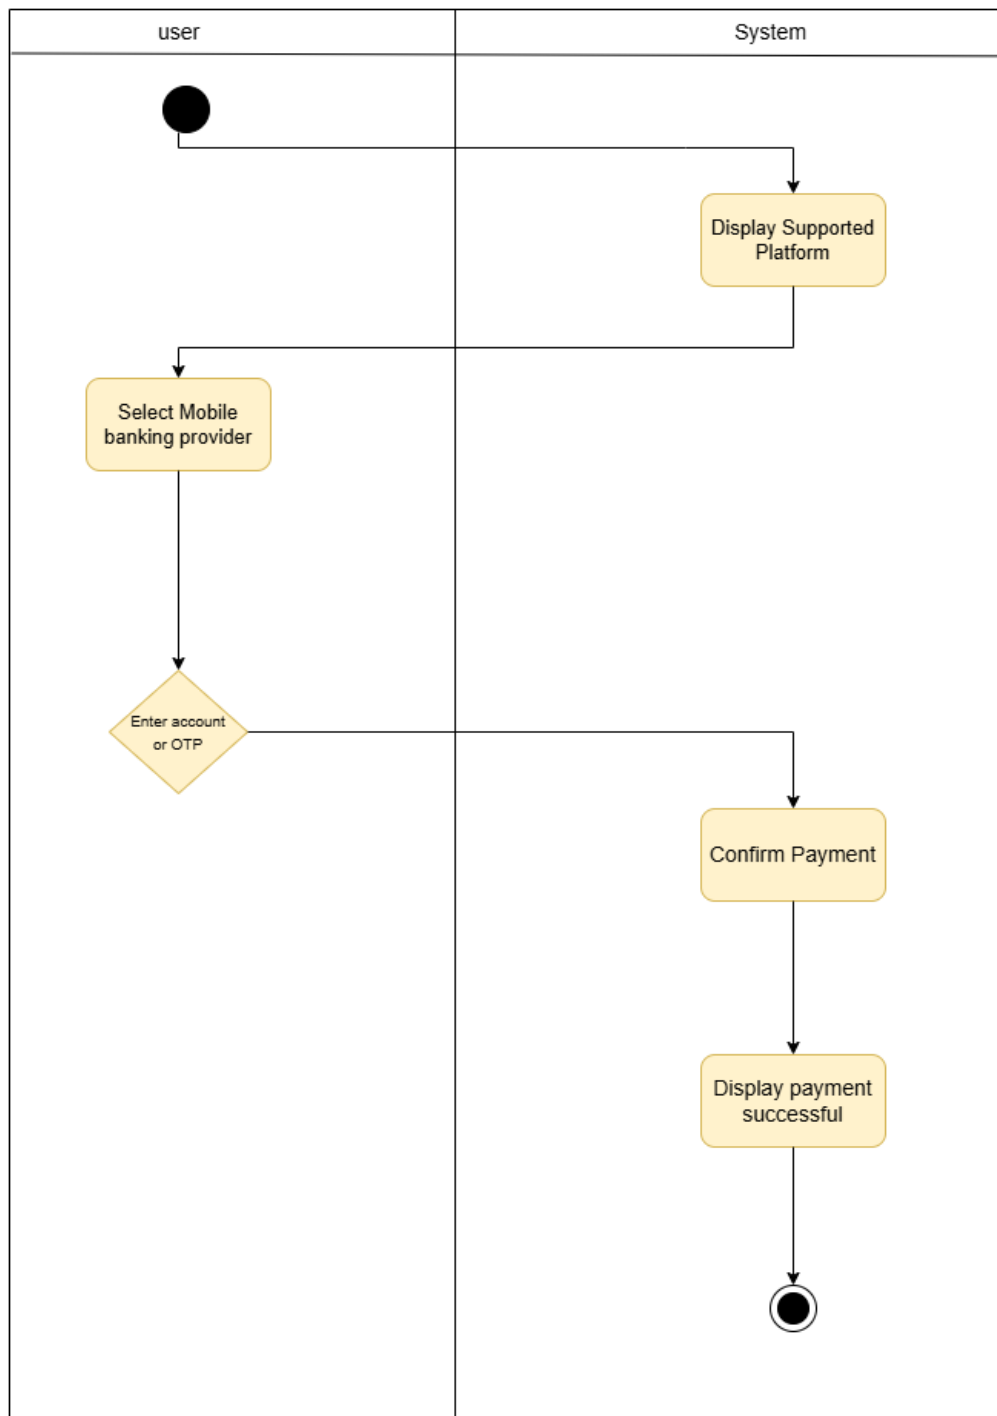 user
System
Display Supported
Platform
Select Mobile
banking provider
Enter account
or OTP
Confirm Payment
Display payment
successful